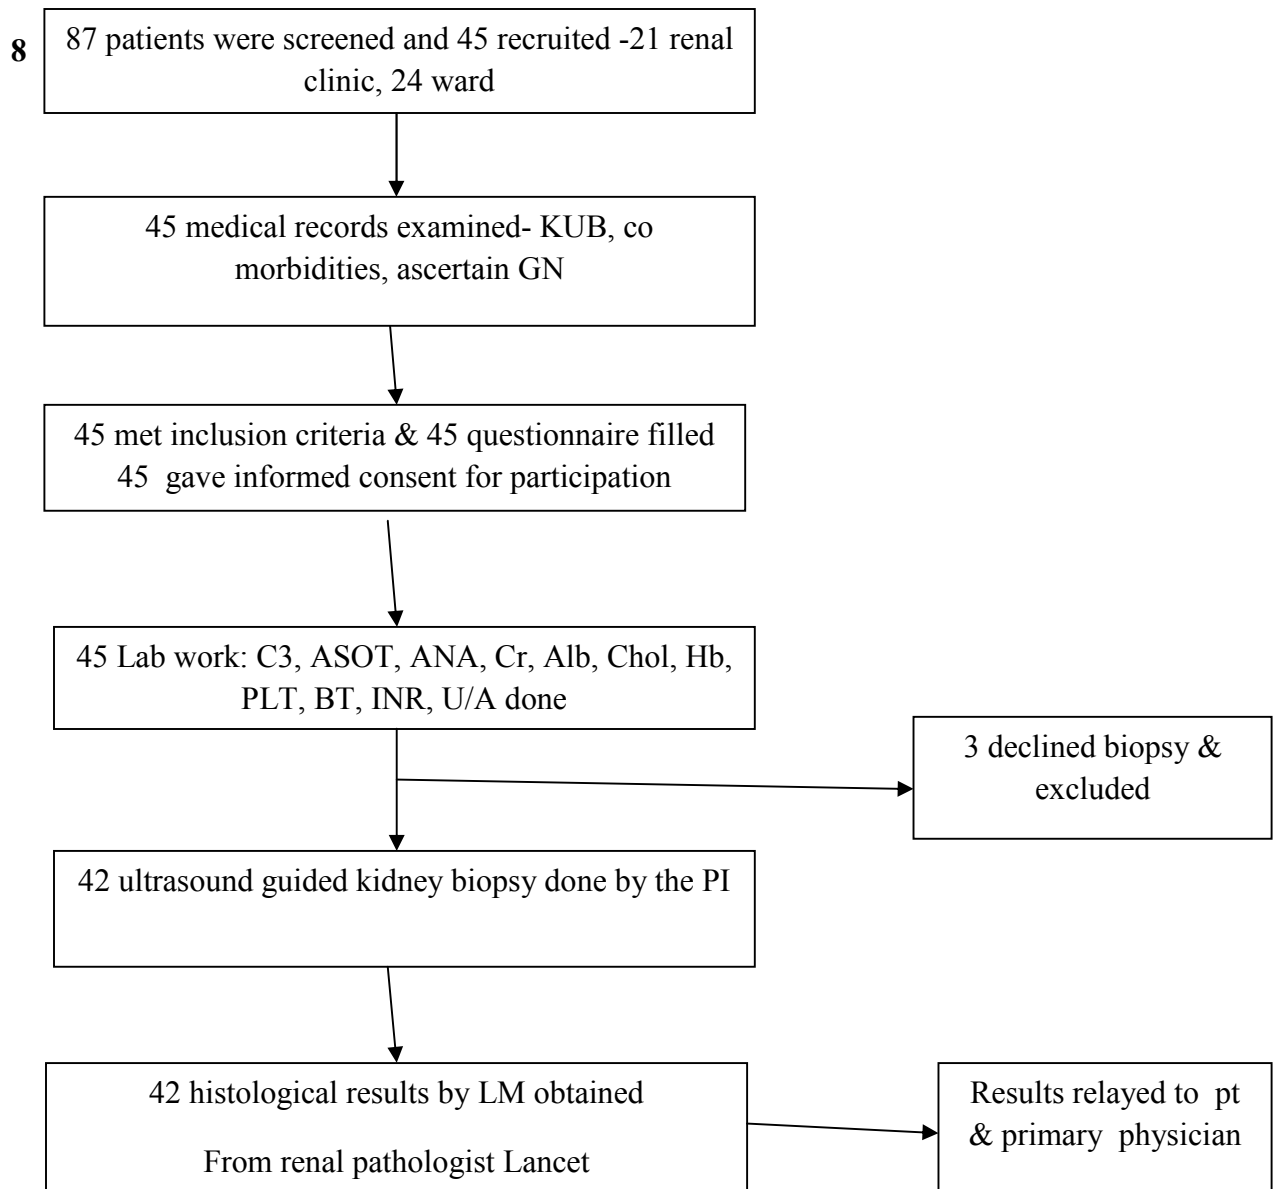 8
87 patients were screened and 45 recruited -21 renal
clinic, 24 ward
45 medical records examined- KUB, co
morbidities, ascertain GN
45 met inclusion criteria & 45 questionnaire filled
45 gave informed consent for participation
45 Lab work: C3, ASOT, ANA, Cr, Alb, Chol, Hb,
PLT, BT, INR, U/A done
3 declined biopsy &
excluded
42 ultrasound guided kidney biopsy done by the PI
42 histological results by LM obtained
From renal pathologist Lancet
Results relayed to pt
& primary physician